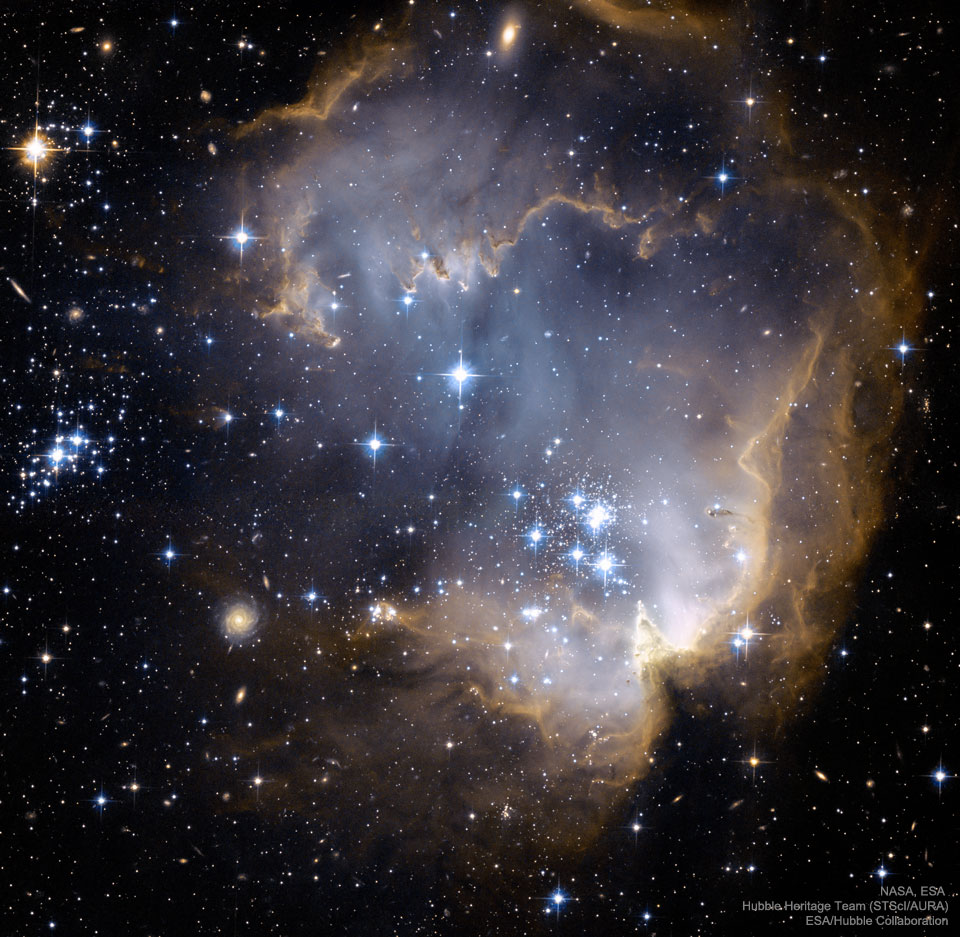 NASA, ESA
Hubble Heritage Team (STScI/AURA)
ESA/Hubble Collaboration